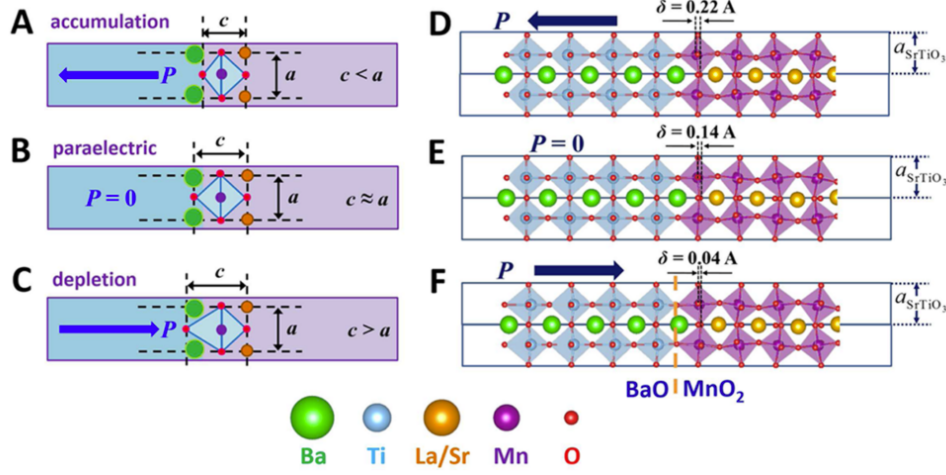 A accumulation
c
P
a
c < a
B paraelectric
c
P = 0
a
c ≈ a
C depletion
c
P
a
c > a
D P
δ = 0.22 A
aSrTiO3
E P = 0
δ = 0.14 A
aSrTiO3
F P
δ = 0.04 A
aSrTiO3
BaO MnO2
Ba Ti La/Sr Mn O